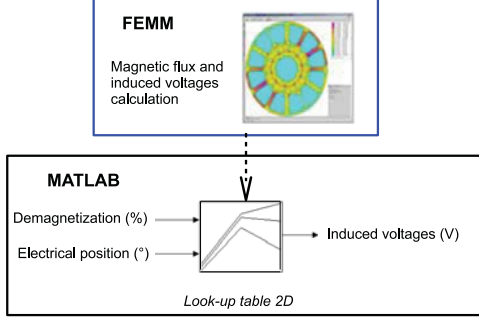 FEMM
Magnetic flux and
induced voltages
calculation
MATLAB
Demagnetization (%)
Electrical position (°)
Induced voltages (V)
Look-up table 2D